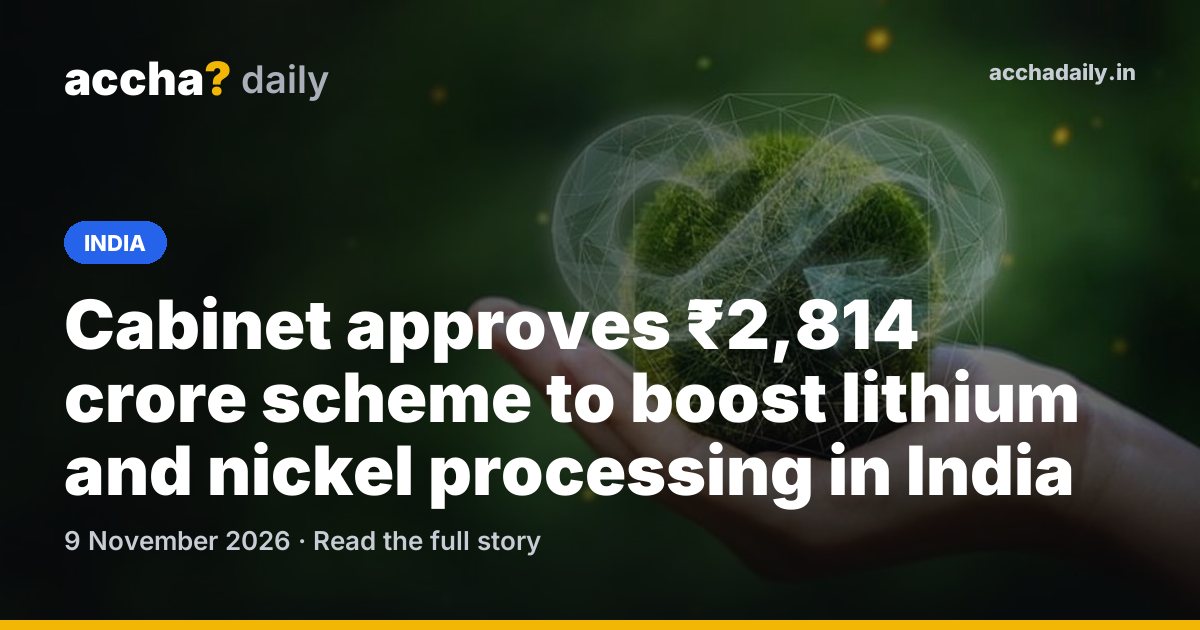 accha? daily
acchadaily.in
INDIA
Cabinet approves ₹2,814
crore scheme to boost lithium
and nickel processing in India
9 November 2026 · Read the full story